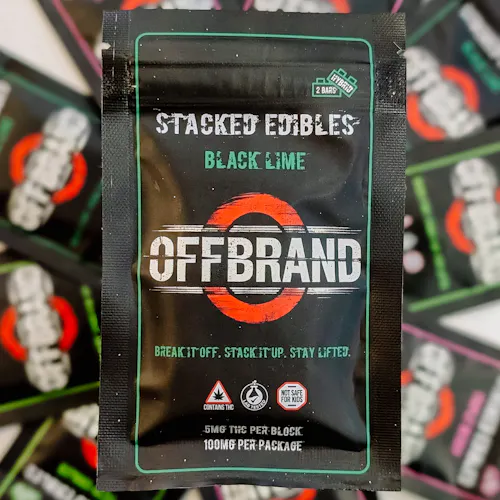 HYBRID
2 BARS
STACKED EDIBLES
BLACK LIME
OFFBRAND
BREAK IT OFF. STACK IT UP. STAY LIFTED.
CONTAINS THC
NOT SAFE
FOR KIDS
5MG THC PER BLOCK
100MG PER PACKAGE